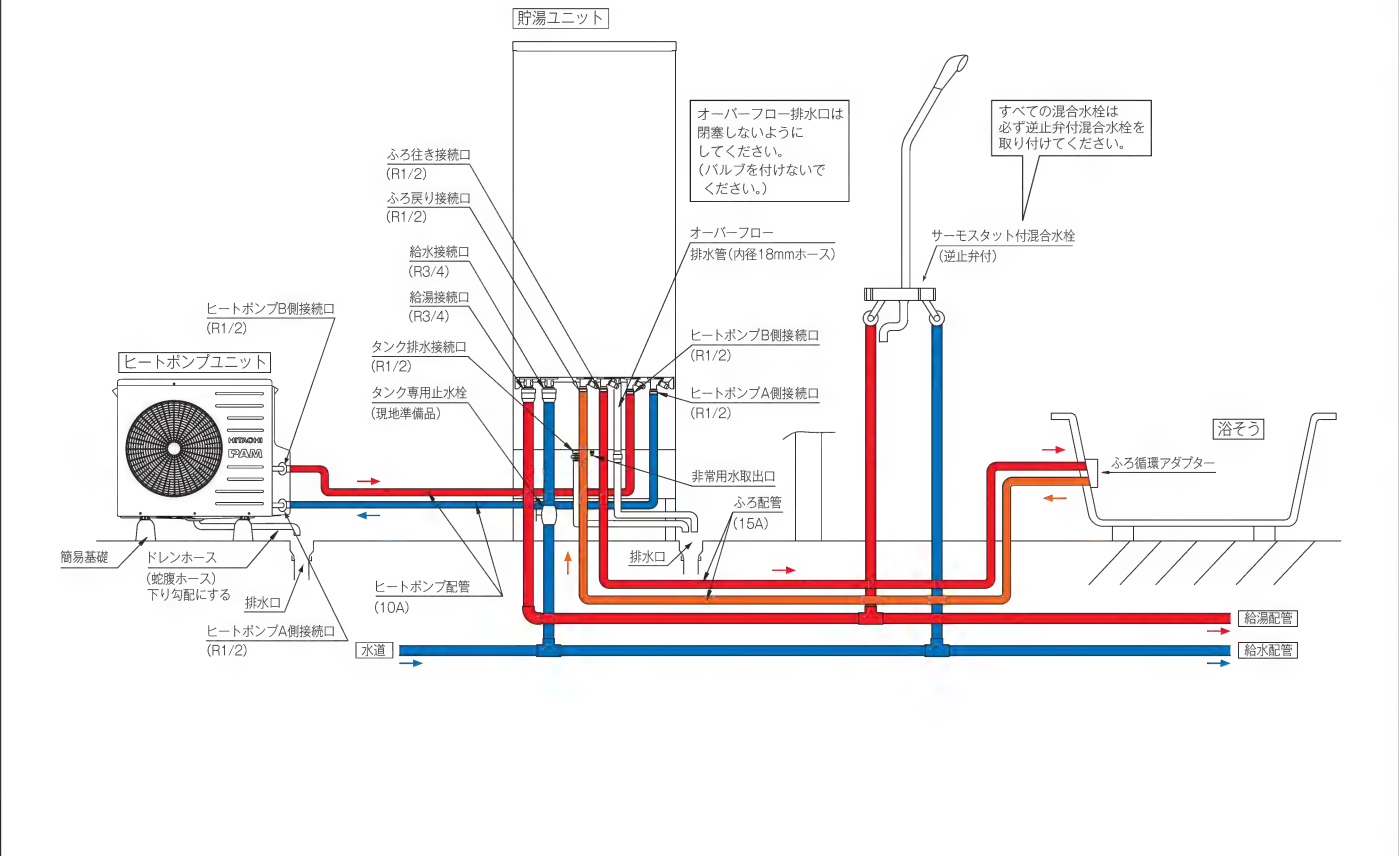 貯湯ユニット
オーバーフロー排水口は
閉塞しないように
してください。
(バルブを付けないで
ください。)
すべての混合水栓は
必ず逆止弁付混合水栓を
取り付けてください。
ふろ往き接続口
(R1/2)
ふろ戻り接続口
(R1/2)
給水接続口
(R3/4)
給湯接続口
(R3/4)
タンク排水接続口
(R1/2)
タンク専用止水栓
(現地準備品)
オーバーフロー
排水管(内径18mmホース)
サーモスタット付混合水栓
(逆止弁付)
ヒートポンプB側接続口
(R1/2)
ヒートポンプユニット
HITACHI
PAM
ヒートポンプB側接続口
(R1/2)
ヒートポンプA側接続口
(R1/2)
浴そう
ふろ循環アダプター
非常用水取出口
ふろ配管
(15A)
排水口
簡易基礎
ドレンホース
(蛇腹ホース)
下り勾配にする
排水口
ヒートポンプ配管
(10A)
ヒートポンプA側接続口
(R1/2)
水道
給湯配管
給水配管